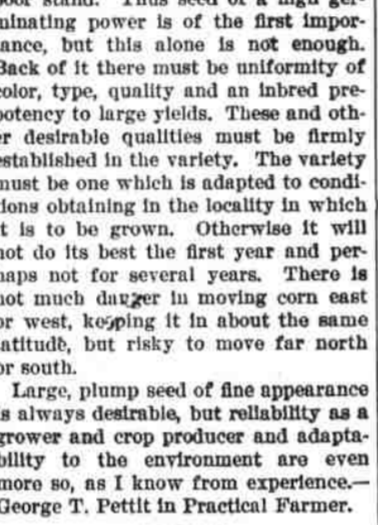 poor stand. Thus seed of a high ger-
minating power is of the first impor-
tance, but this alone is not enough.
Back of it there must be uniformity of
color, type, quality and an inbred pre-
potency to large yields. These and oth-
er desirable qualities must be firmly
established in the variety. The variety
must be one which is adapted to condi-
tions obtaining in the locality in which
it is to be grown. Otherwise it will
not do its best the first year and per-
haps not for several years. There is
not much danger in moving corn east
or west, keeping it in about the same
latitude, but risky to move far north
or south.
Large, plump seed of fine appearance
is always desirable, but reliability as a
grower and crop producer and adapta-
bility to the environment are even
more so, as I know from experience.—
George T. Pettit in Practical Farmer.